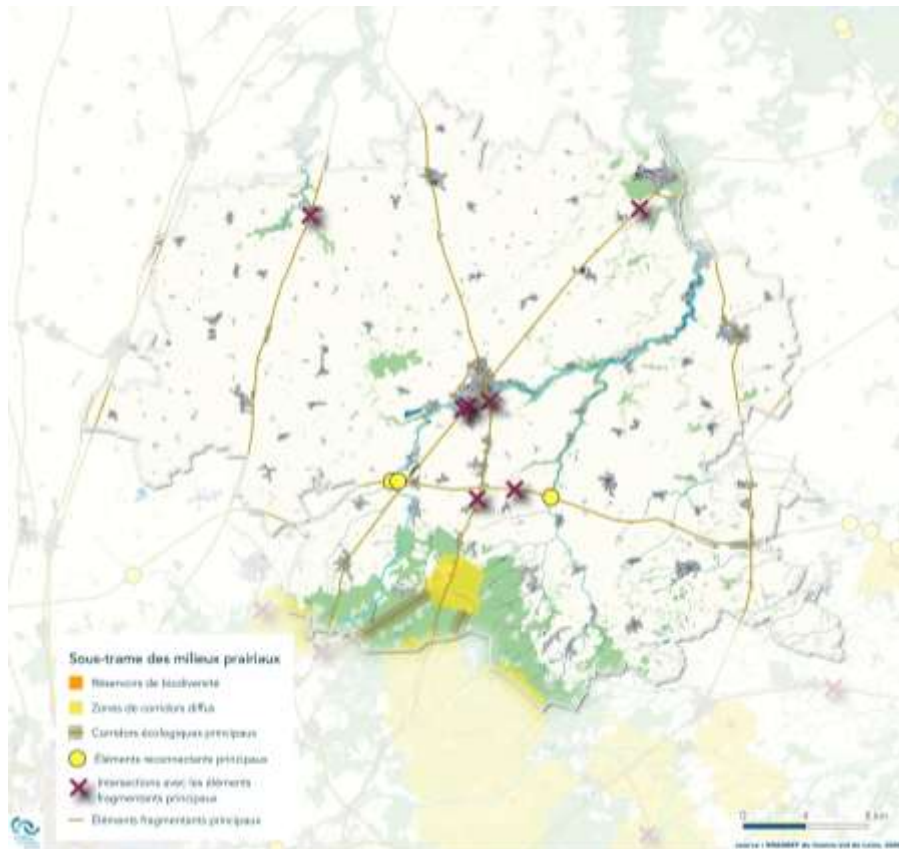 Sous-trame des milieux prairiaux
Réservoirs de biodiversité
Zones de corridors diffus
Corridors écologiques principaux
Éléments reconnectants principaux
Intersections avec les éléments
fragmentants principaux
Éléments fragmentants principaux
0 4 8 km